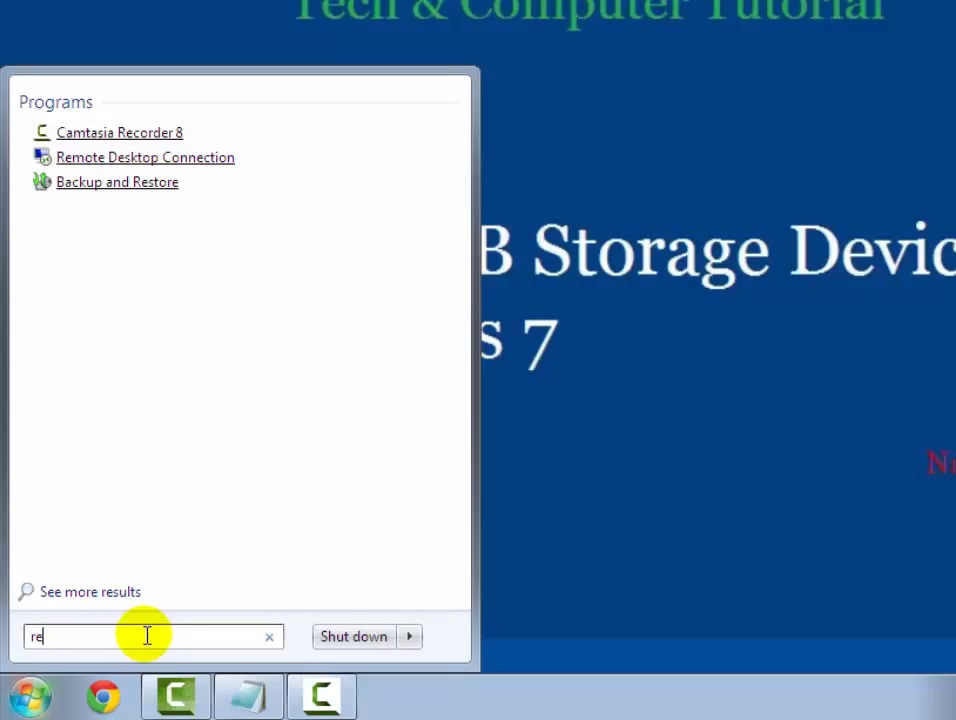 Tech & Computer Tutorial
Programs
Camtasia Recorder 8
Remote Desktop Connection
Backup and Restore
B Storage Devic
s 7
See more results
re
Shut down